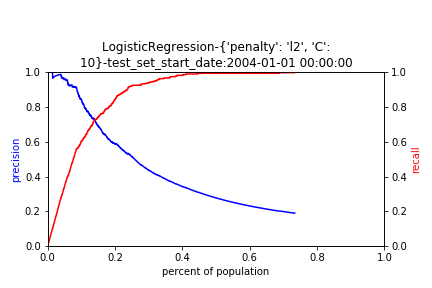 LogisticRegression-{'penalty': 'l2', 'C':
10}-test_set_start_date:2004-01-01 00:00:00
1.0 1.0
0.8 0.8
0.6 0.6
precision recall
0.4 0.4
0.2 0.2
0.0 0.0
0.0 0.2 0.4 0.6 0.8 1.0
percent of population